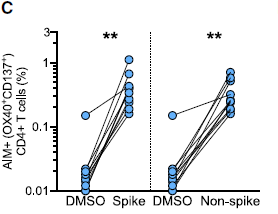 C
** **
AIM+ (OX40⁺CD137⁺)
CD4+ T cells (%)
3
1
0.1
0.01
DMSO Spike DMSO Non-spike